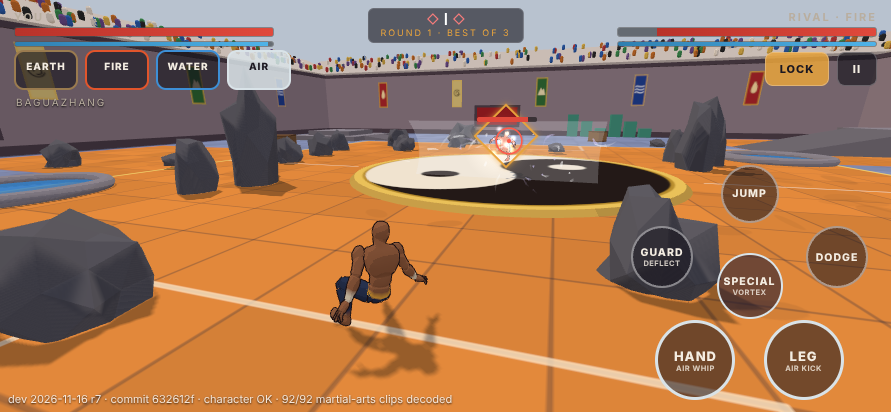 RIVAL · FIRE
ROUND 1 · BEST OF 3
EARTH
FIRE
WATER
AIR
LOCK
II
BAGUAZHANG
JUMP
GUARD
DEFLECT
DODGE
SPECIAL
VORTEX
HAND
AIR WHIP
LEG
AIR KICK
dev 2026-11-16 r7 · commit 632612f · character OK · 92/92 martial-arts clips decoded